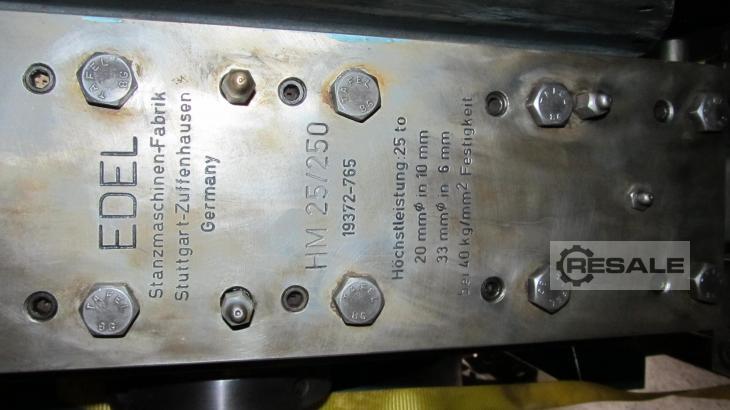 EDEL
Stanzmaschinen-Fabrik
Stuttgart-Zuffenhausen
Germany
HM 25/250
19372-765
Höchstleistung:25 to
20 mmø in 10 mm
33 mmø in 6 mm
bei 40 kg/mm² Festigkeit
RESALE